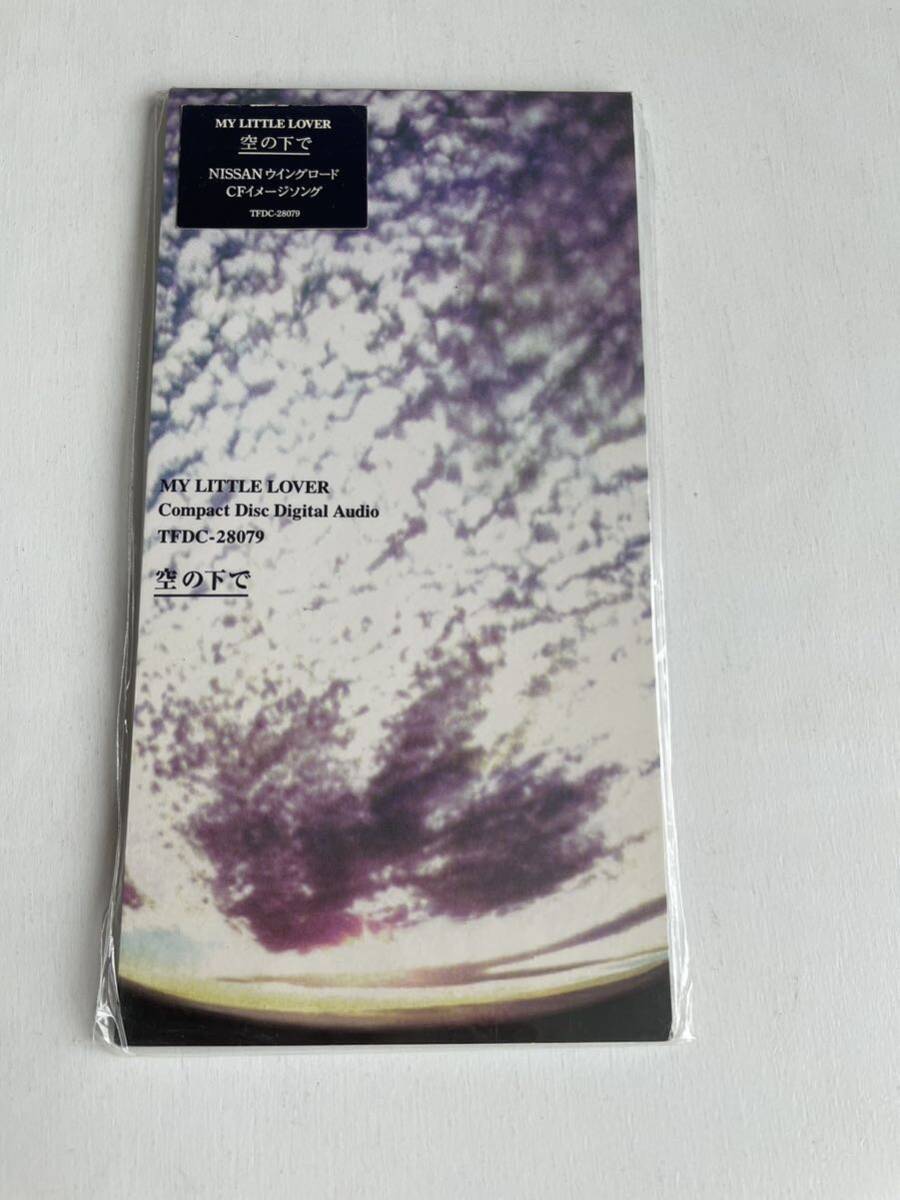 MY LITTLE LOVER
空の下で
NISSANウイングロード
CFイメージソング
TFDC-28079
MY LITTLE LOVER
Compact Disc Digital Audio
TFDC-28079
空の下で